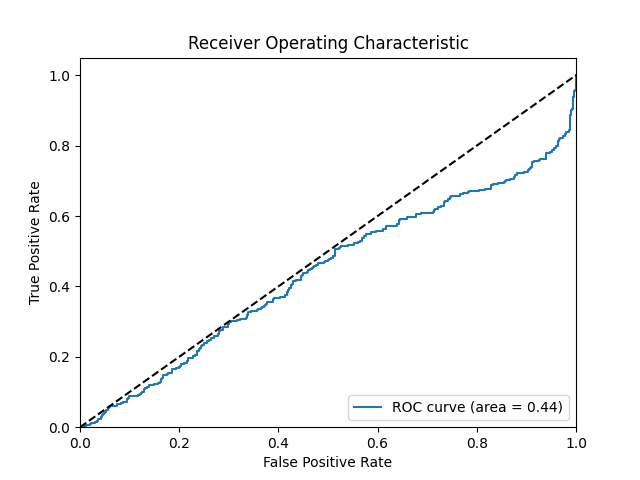 Receiver Operating Characteristic
True Positive Rate
1.0
0.8
0.6
0.4
0.2
0.0
ROC curve (area = 0.44)
0.0 0.2 0.4 0.6 0.8 1.0
False Positive Rate